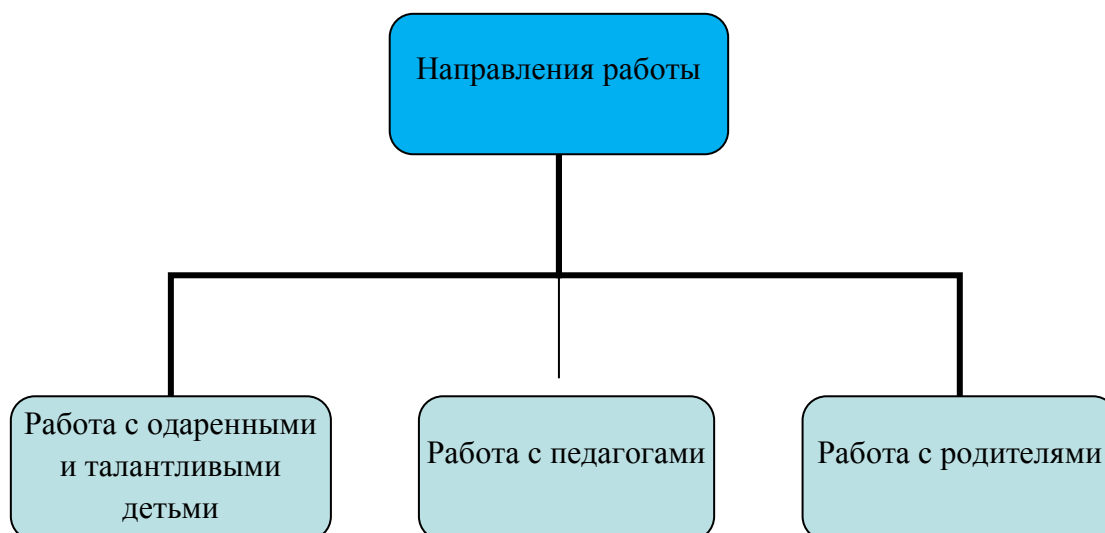 Направления работы
Работа с одаренными
и талантливыми
детьми
Работа с педагогами
Работа с родителями